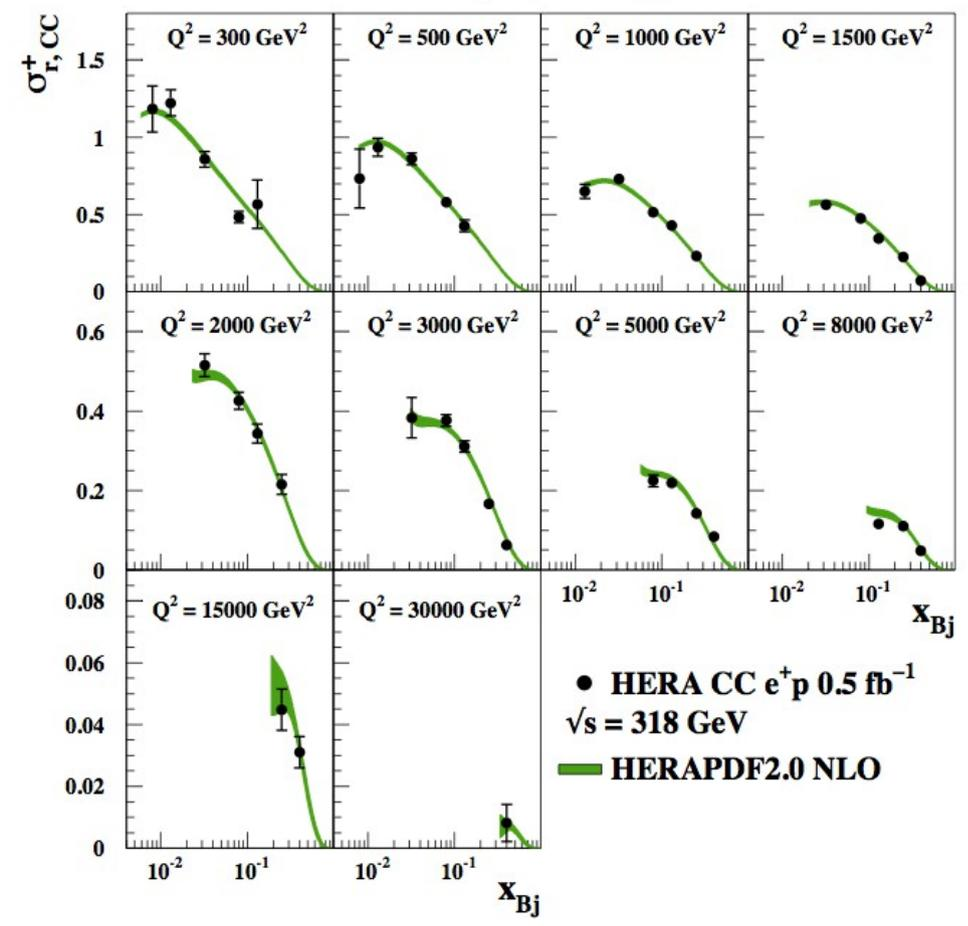 σ⁺r, CC
Q² = 300 GeV²
Q² = 500 GeV²
Q² = 1000 GeV²
Q² = 1500 GeV²
1.5
1
0.5
0
Q² = 2000 GeV²
Q² = 3000 GeV²
Q² = 5000 GeV²
Q² = 8000 GeV²
0.6
0.4
0.2
0
10⁻² 10⁻¹ 10⁻² 10⁻¹
xBj
Q² = 15000 GeV²
Q² = 30000 GeV²
0.08
0.06
0.04
0.02
0
10⁻² 10⁻¹ 10⁻² 10⁻¹
xBj
HERA CC e⁺p 0.5 fb⁻¹
√s = 318 GeV
HERAPDF2.0 NLO